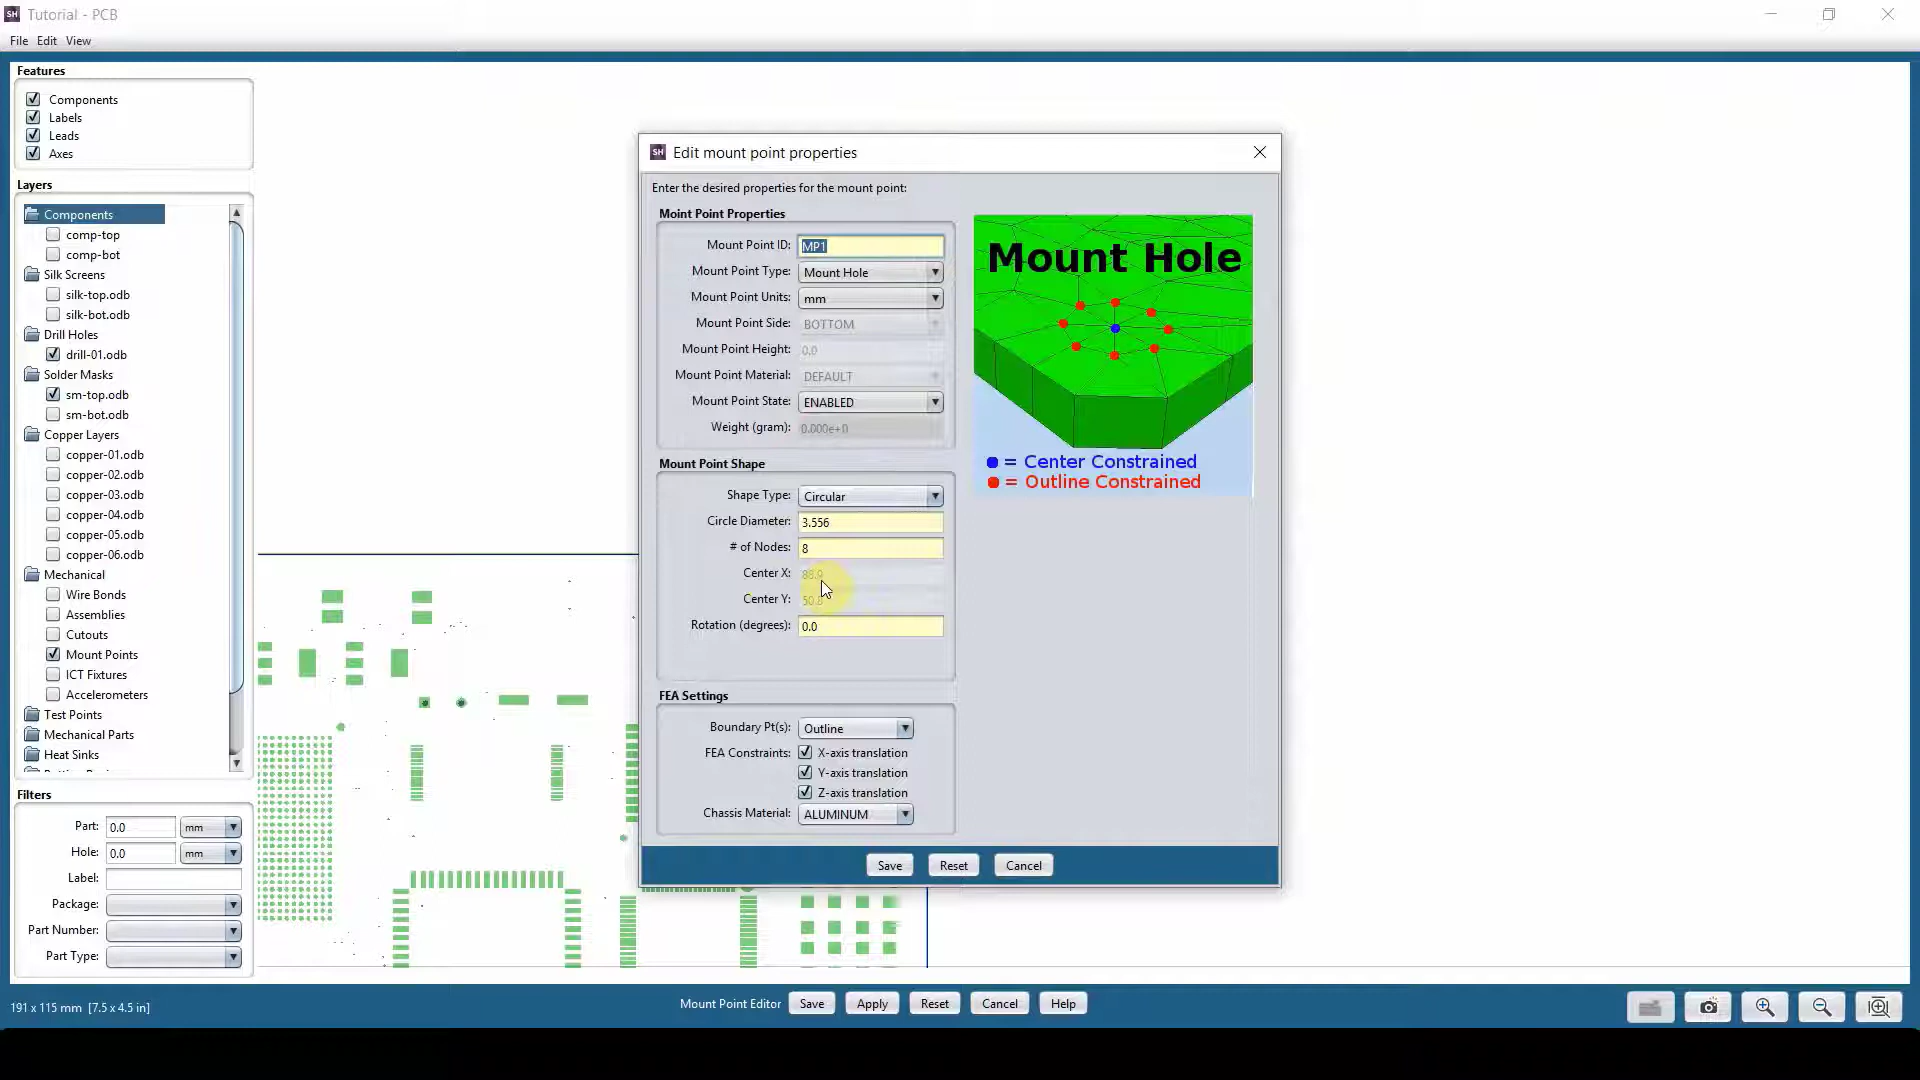 SH Tutorial - PCB
File Edit View
Features
Components
Labels
Leads
Axes
Layers
Components
comp-top
comp-bot
Silk Screens
silk-top.odb
silk-bot.odb
Drill Holes
drill-01.odb
Solder Masks
sm-top.odb
sm-bot.odb
Copper Layers
copper-01.odb
copper-02.odb
copper-03.odb
copper-04.odb
copper-05.odb
copper-06.odb
Mechanical
Wire Bonds
Assemblies
Cutouts
Mount Points
ICT Fixtures
Accelerometers
Test Points
Mechanical Parts
Heat Sinks
Filters
Part: 0.0 mm
Hole: 0.0 mm
Label:
Package:
Part Number:
Part Type:
SH Edit mount point properties
Enter the desired properties for the mount point:
Moint Point Properties
Mount Point ID: MP1
Mount Point Type: Mount Hole
Mount Point Units: mm
Mount Point Side: BOTTOM
Mount Point Height: 0.0
Mount Point Material: DEFAULT
Mount Point State: ENABLED
Weight (gram): 0.000e+0
Mount Point Shape
Shape Type: Circular
Circle Diameter: 3.556
# of Nodes: 8
Center X:
Center Y:
Rotation (degrees): 0.0
FEA Settings
Boundary Pt(s): Outline
FEA Constraints: X-axis translation
Y-axis translation
Z-axis translation
Chassis Material: ALUMINUM
Save Reset Cancel
Mount Hole
= Center Constrained
= Outline Constrained
191 x 115 mm [7.5 x 4.5 in]
Mount Point Editor Save Apply Reset Cancel Help